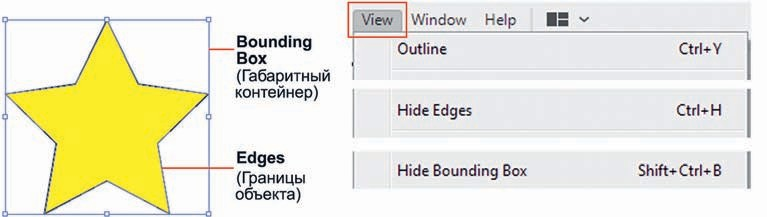 Bounding
Box
(Габаритный
контейнер)
Edges
(Границы
объекта)
View Window Help
Outline Ctrl+Y
Hide Edges Ctrl+H
Hide Bounding Box Shift+Ctrl+B